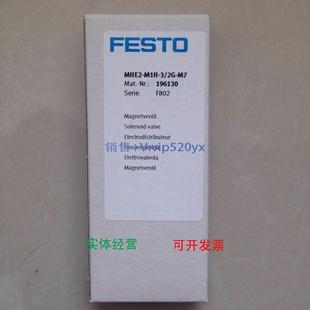 FESTO
MHE2-M1H-3/2G-M7
Mat.-Nr.: 196130
Serie: F802
Magnetventil
Solenoid valve
Electrodistributeur
Elettrovalvola
Magnetventil
实体经营 可开发票